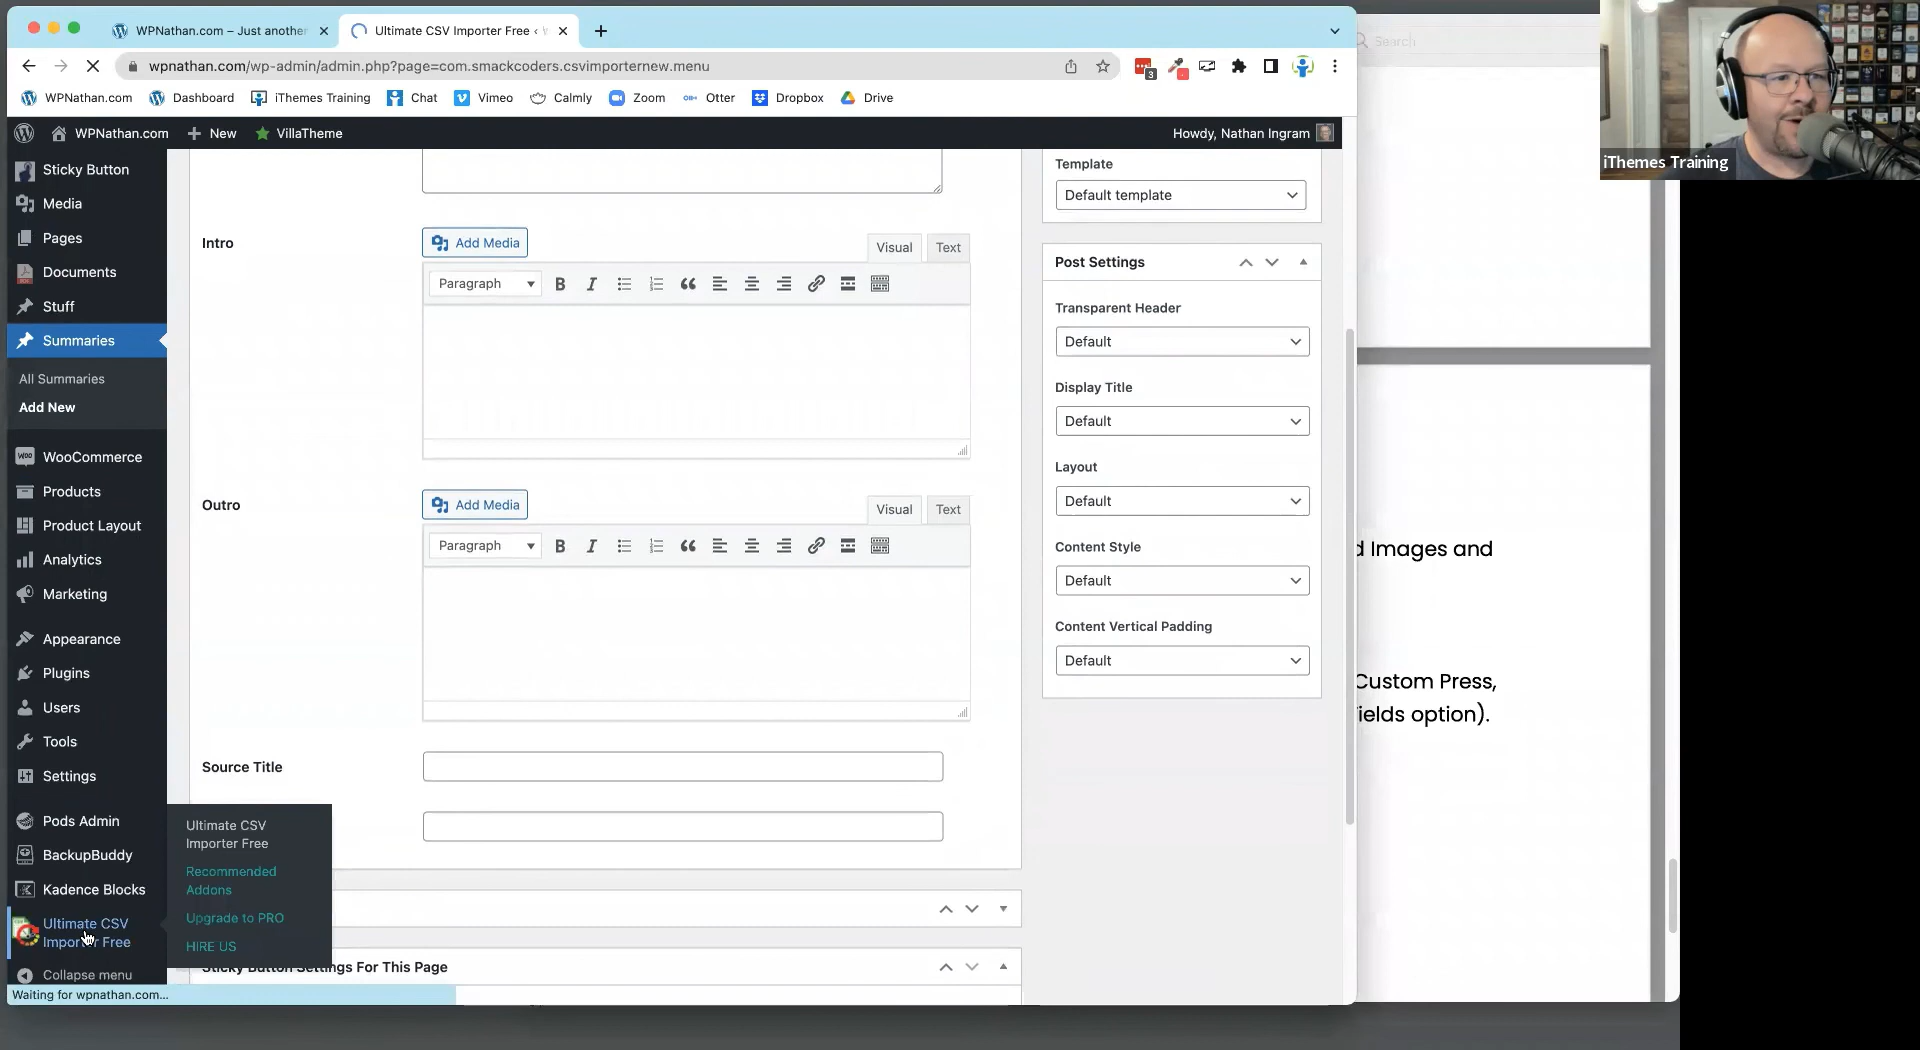 WPNathan.com – Just anothe
Ultimate CSV Importer Free ‹
Search
wpnathan.com/wp-admin/admin.php?page=com.smackcoders.csvimporternew.menu
3
WPNathan.com
Dashboard
iThemes Training
Chat
Vimeo
Calmly
Zoom
Otter
Dropbox
Drive
WPNathan.com
New
VillaTheme
Howdy, Nathan Ingram
iThemes Training
Sticky Button
Media
Pages
Documents
Stuff
Summaries
All Summaries
Add New
WooCommerce
Products
Product Layout
Analytics
Marketing
Appearance
Plugins
Users
Tools
Settings
Pods Admin
BackupBuddy
Kadence Blocks
Ultimate CSV
Importer Free
Collapse menu
Waiting for wpnathan.com...
Ultimate CSV
Importer Free
Recommended
Addons
Upgrade to PRO
HIRE US
Intro
Add Media
Visual
Text
Paragraph
Outro
Add Media
Visual
Text
Paragraph
Source Title
Sticky Button Settings For This Page
Template
Default template
Post Settings
Transparent Header
Default
Display Title
Default
Layout
Default
Content Style
Default
Content Vertical Padding
Default
d Images and
Custom Press,
ields option).